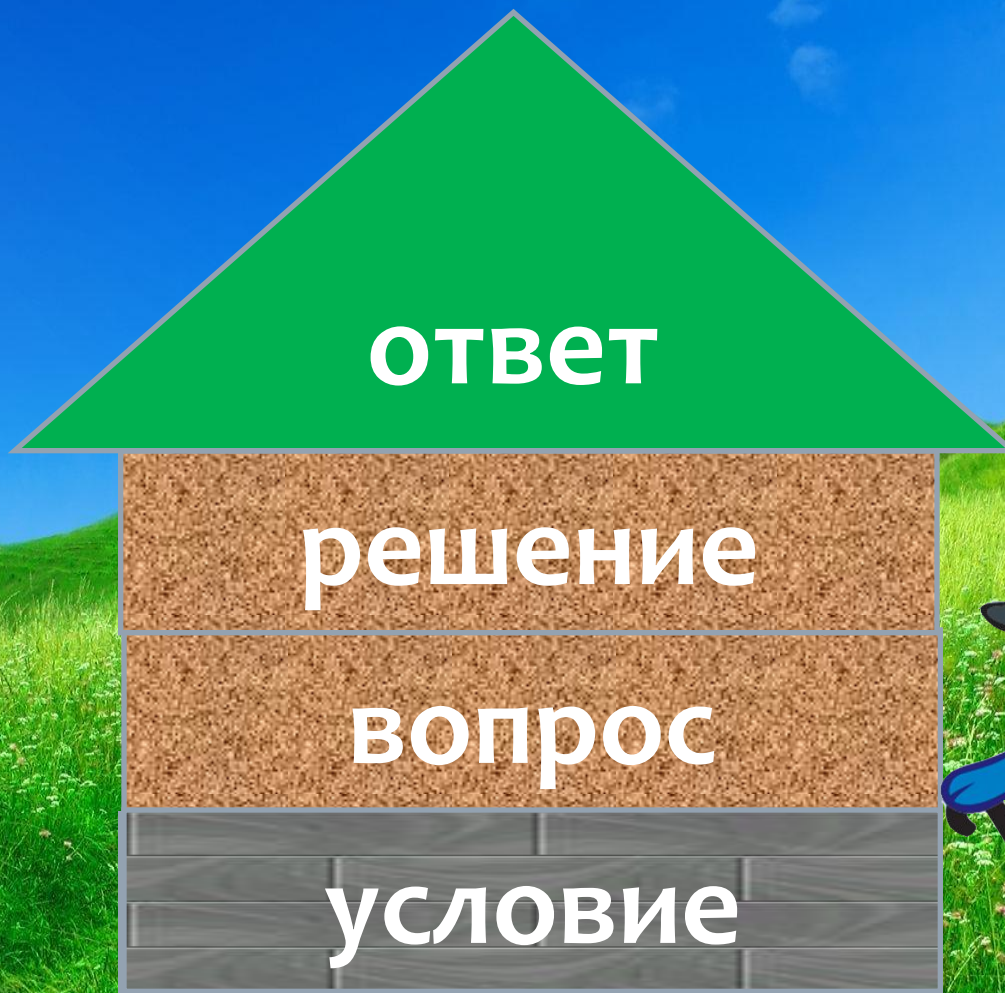 ответ
решение
вопрос
условие